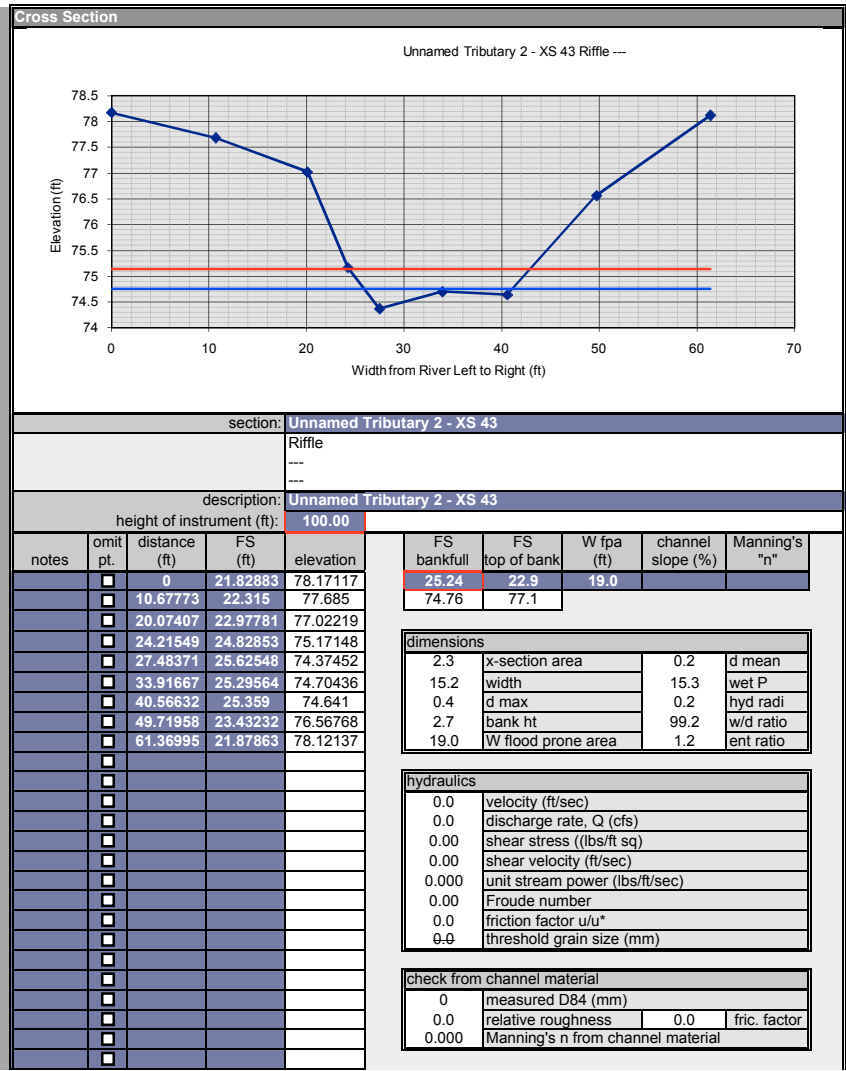 Cross Section
Unnamed Tributary 2 - XS 43 Riffle ---
78.5
78
77.5
77
76.5
76
75.5
75
74.5
74
Elevation (ft)
0 10 20 30 40 50 60 70
Width from River Left to Right (ft)
section: Unnamed Tributary 2 - XS 43
Riffle
---
---
description: Unnamed Tributary 2 - XS 43
height of instrument (ft): 100.00
notes omit pt. distance (ft) FS (ft) elevation
0 21.82883 78.17117
10.67773 22.315 77.685
20.07407 22.97781 77.02219
24.21549 24.82853 75.17148
27.48371 25.62548 74.37452
33.91667 25.29564 74.70436
40.56632 25.359 74.641
49.71958 23.43232 76.56768
61.36995 21.87863 78.12137
FS bankfull FS top of bank W fpa (ft) channel slope (%) Manning's "n"
25.24 22.9 19.0
74.76 77.1
dimensions
2.3 x-section area 0.2 d mean
15.2 width 15.3 wet P
0.4 d max 0.2 hyd radi
2.7 bank ht 99.2 w/d ratio
19.0 W flood prone area 1.2 ent ratio
hydraulics
0.0 velocity (ft/sec)
0.0 discharge rate, Q (cfs)
0.00 shear stress ((lbs/ft sq)
0.00 shear velocity (ft/sec)
0.000 unit stream power (lbs/ft/sec)
0.00 Froude number
0.0 friction factor u/u*
0.0 threshold grain size (mm)
check from channel material
0 measured D84 (mm)
0.0 relative roughness 0.0 fric. factor
0.000 Manning's n from channel material